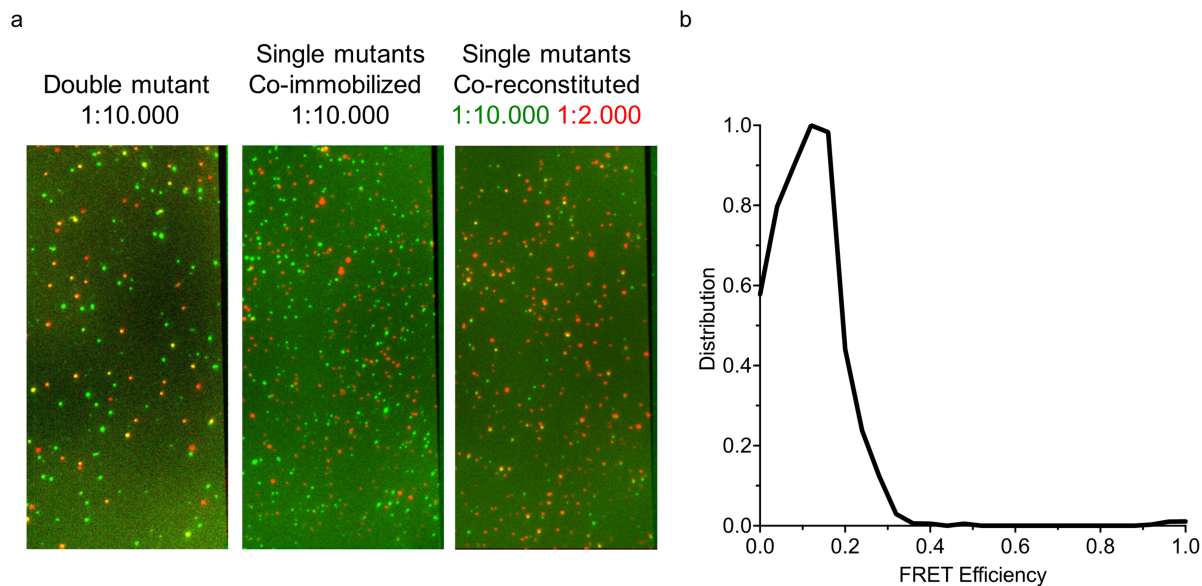 a
Double mutant
1:10.000
Single mutants
Co-immobilized
1:10.000
Single mutants
Co-reconstituted
1:10.000 1:2.000
b
Distribution
1.0
0.8
0.6
0.4
0.2
0.0
0.0 0.2 0.4 0.6 0.8 1.0
FRET Efficiency